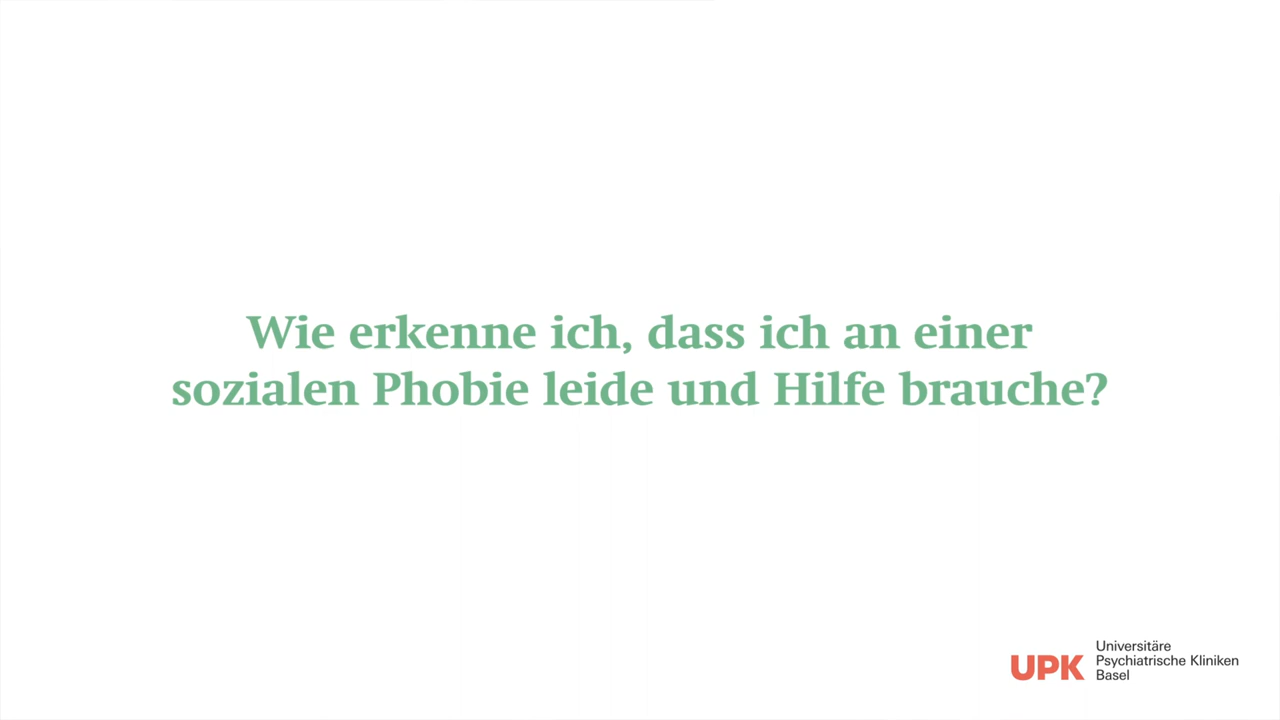 Wie erkenne ich, dass ich an einer
sozialen Phobie leide und Hilfe brauche?
UPK
Universitäre
Psychiatrische Kliniken
Basel